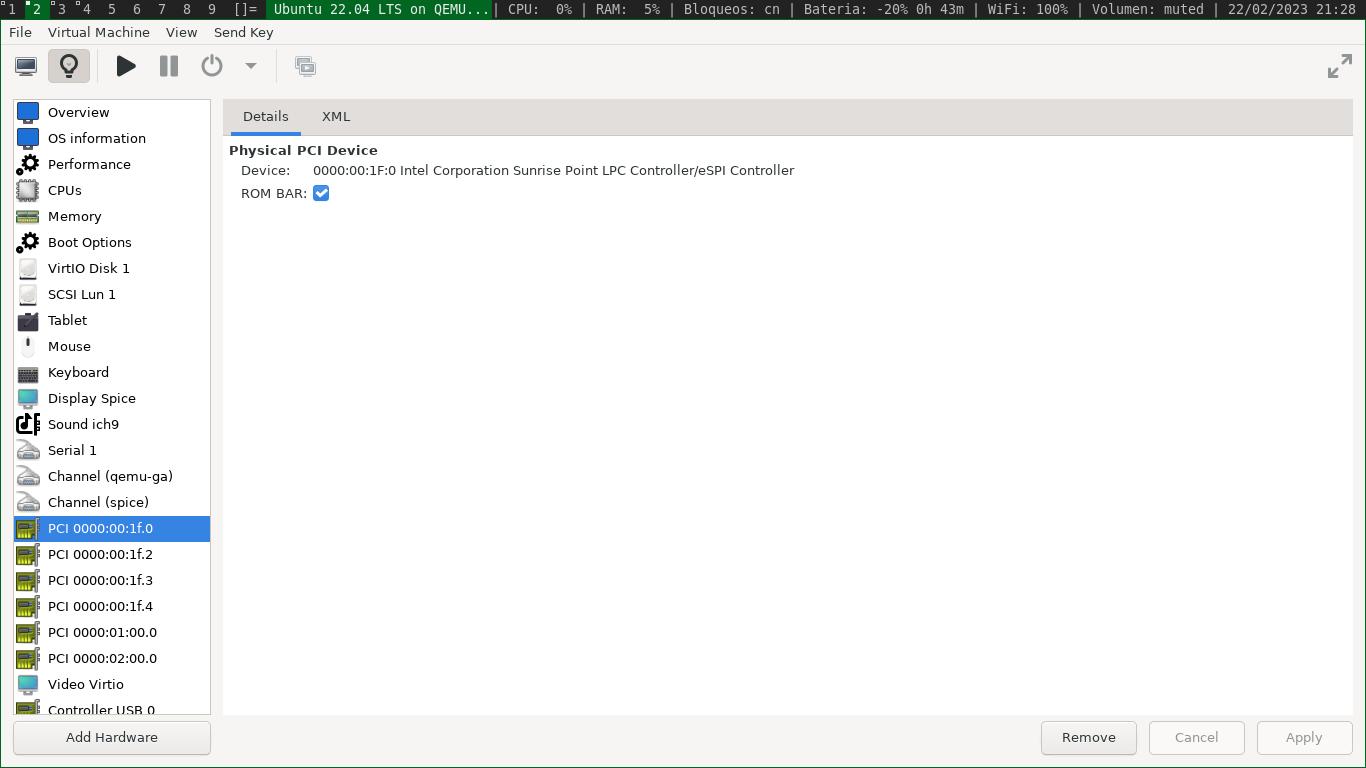 1 2 3 4 5 6 7 8 9 []= Ubuntu 22.04 LTS on QEMU... | CPU: 0% | RAM: 5% | Bloqueos: cn | Bateria: -20% 0h 43m | WiFi: 100% | Volumen: muted | 22/02/2023 21:28
File Virtual Machine View Send Key
Overview
OS information
Performance
CPUs
Memory
Boot Options
VirtIO Disk 1
SCSI Lun 1
Tablet
Mouse
Keyboard
Display Spice
Sound ich9
Serial 1
Channel (qemu-ga)
Channel (spice)
PCI 0000:00:1f.0
PCI 0000:00:1f.2
PCI 0000:00:1f.3
PCI 0000:00:1f.4
PCI 0000:01:00.0
PCI 0000:02:00.0
Video Virtio
Controller USB 0
Add Hardware
Details XML
Physical PCI Device
Device: 0000:00:1F:0 Intel Corporation Sunrise Point LPC Controller/eSPI Controller
ROM BAR:
Remove Cancel Apply